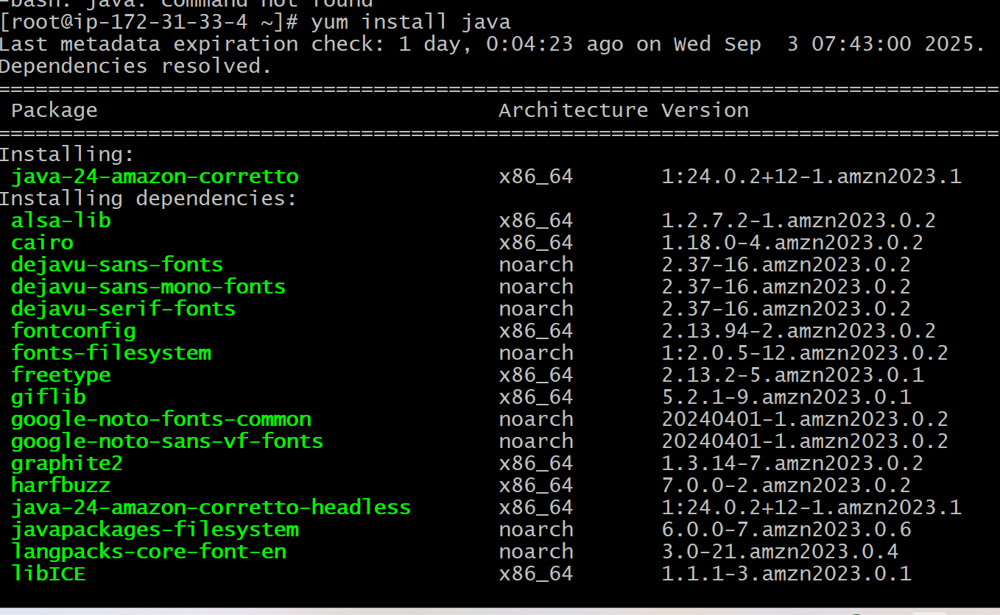 -bash: java: command not found
[root@ip-172-31-33-4 ~]# yum install java
Last metadata expiration check: 1 day, 0:04:23 ago on Wed Sep  3 07:43:00 2025.
Dependencies resolved.
================================================================================
 Package                               Architecture Version
================================================================================
Installing:
 java-24-amazon-corretto               x86_64       1:24.0.2+12-1.amzn2023.1
Installing dependencies:
 alsa-lib                              x86_64       1.2.7.2-1.amzn2023.0.2
 cairo                                 x86_64       1.18.0-4.amzn2023.0.2
 dejavu-sans-fonts                     noarch       2.37-16.amzn2023.0.2
 dejavu-sans-mono-fonts                noarch       2.37-16.amzn2023.0.2
 dejavu-serif-fonts                    noarch       2.37-16.amzn2023.0.2
 fontconfig                            x86_64       2.13.94-2.amzn2023.0.2
 fonts-filesystem                      noarch       1:2.0.5-12.amzn2023.0.2
 freetype                              x86_64       2.13.2-5.amzn2023.0.1
 giflib                                x86_64       5.2.1-9.amzn2023.0.1
 google-noto-fonts-common              noarch       20240401-1.amzn2023.0.2
 google-noto-sans-vf-fonts             noarch       20240401-1.amzn2023.0.2
 graphite2                             x86_64       1.3.14-7.amzn2023.0.2
 harfbuzz                              x86_64       7.0.0-2.amzn2023.0.2
 java-24-amazon-corretto-headless      x86_64       1:24.0.2+12-1.amzn2023.1
 javapackages-filesystem               noarch       6.0.0-7.amzn2023.0.6
 langpacks-core-font-en                noarch       3.0-21.amzn2023.0.4
 libICE                                x86_64       1.1.1-3.amzn2023.0.1